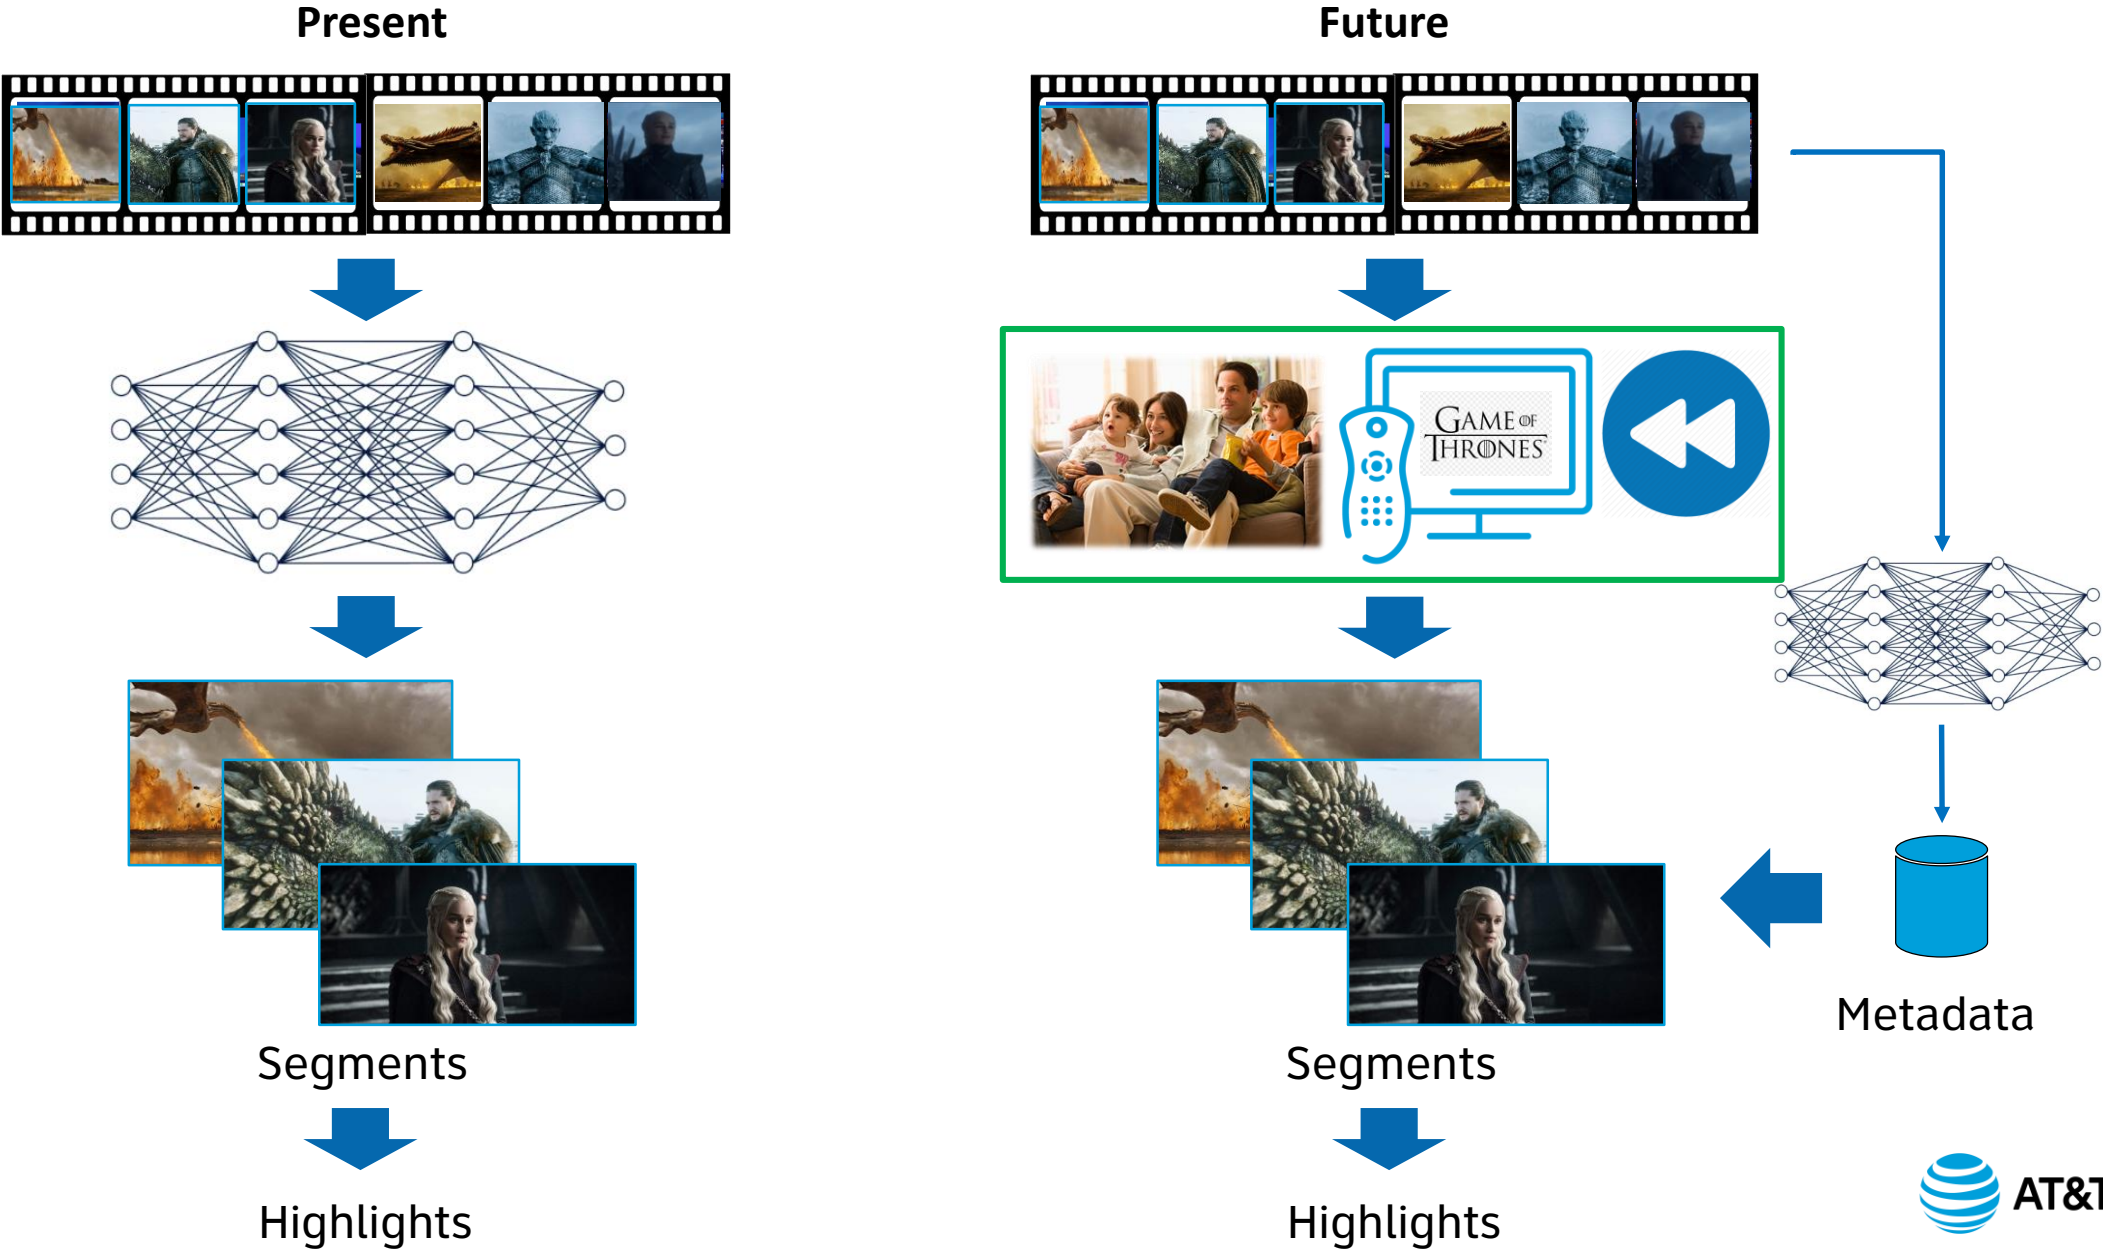 Present
Future
GAME OF
THRONES
Metadata
Segments
Segments
Highlights
Highlights
AT&T